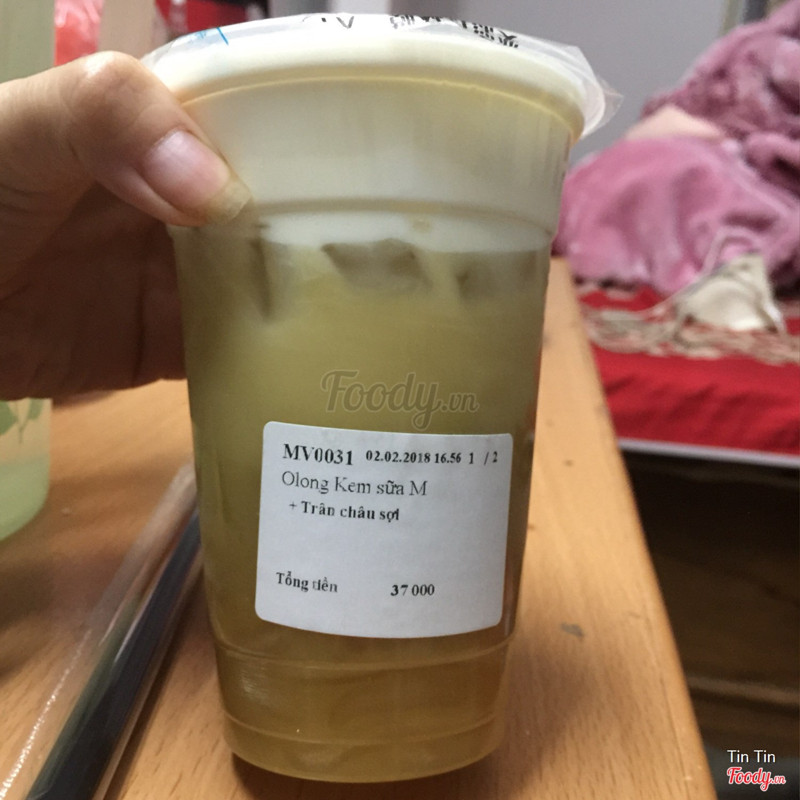 Foody.vn
MV0031 02.02.2018 16.56 1 / 2
Olong Kem sữa M
+ Trân châu sợi
Tổng tiền 37 000
Tin Tin
Foody.vn